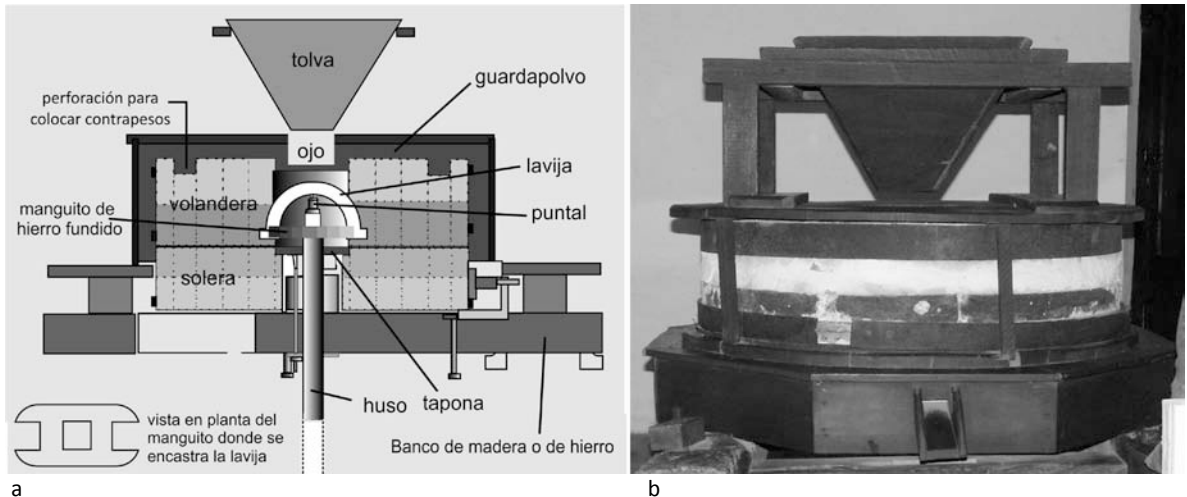 tolva
guardapolvo
perforación para
colocar contrapesos
ojo
lavija
volandera
puntal
manguito de
hierro fundido
solera
huso
tapona
vista en planta del
manguito donde se
encastra la lavija
Banco de madera o de hierro
a
b